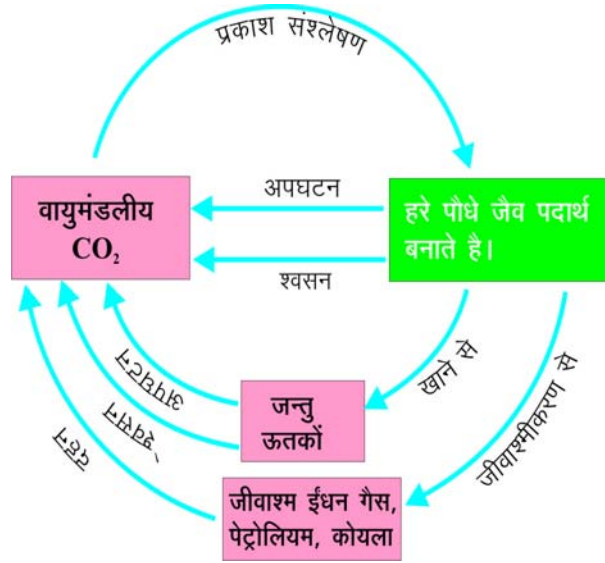 प्रकाश संश्लेषण
वायुमंडलीय
CO₂
अपघटन
हरे पौधे जैव पदार्थ
बनाते है।
श्वसन
अपघटन
श्वसन
दहन
जन्तु
ऊतकों
खाने से
जीवाश्मीकरण से
जीवाश्म ईंधन गैस,
पेट्रोलियम, कोयला